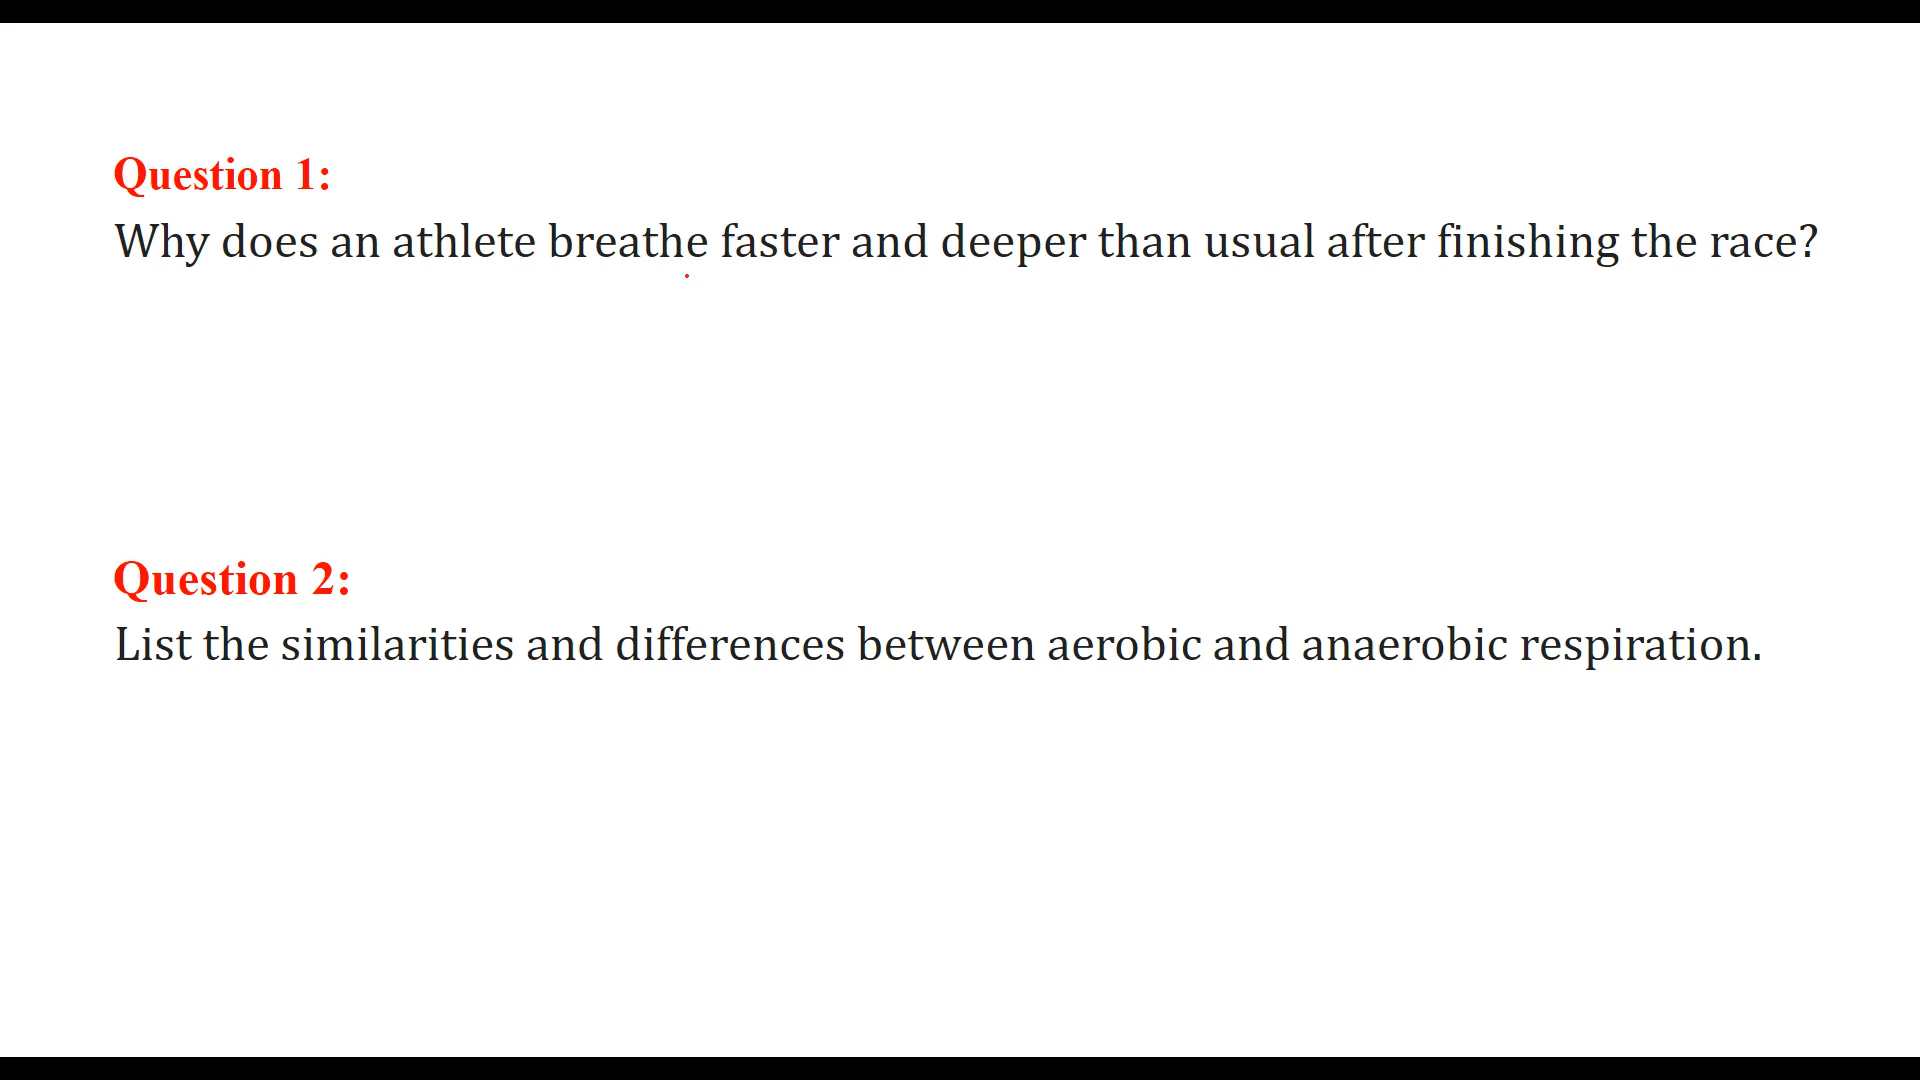 Question 1:
Why does an athlete breathe faster and deeper than usual after finishing the race?
Question 2:
List the similarities and differences between aerobic and anaerobic respiration.